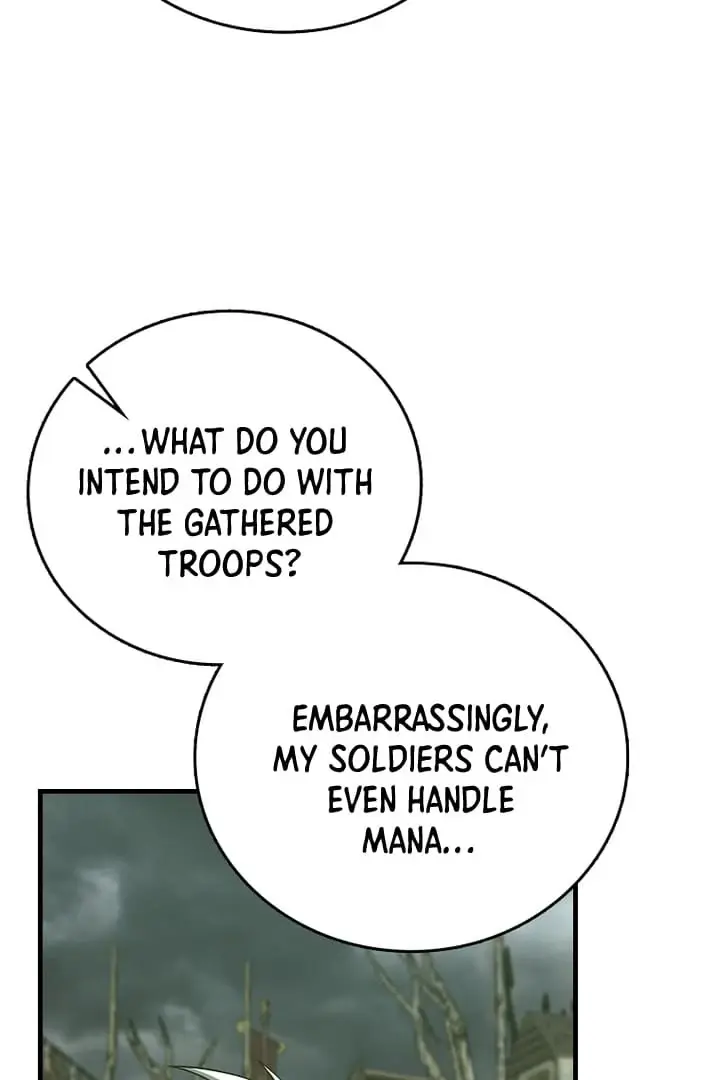 ...WHAT DO YOU
INTEND TO DO WITH
THE GATHERED
TROOPS?
EMBARRASSINGLY,
MY SOLDIERS CAN'T
EVEN HANDLE
MANA...